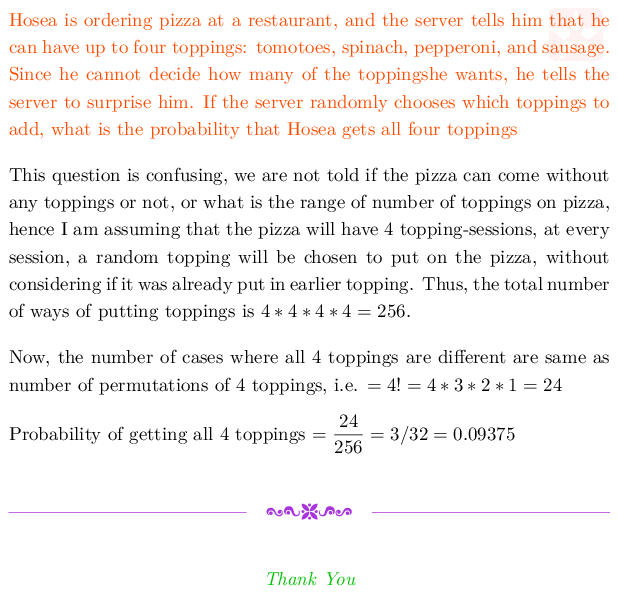 Hosea is ordering pizza at a restaurant, and the server tells him that he
can have up to four toppings: tomotoes, spinach, pepperoni, and sausage.
Since he cannot decide how many of the toppingshe wants, he tells the
server to surprise him. If the server randomly chooses which toppings to
add, what is the probability that Hosea gets all four toppings
This question is confusing, we are not told if the pizza can come without
any toppings or not, or what is the range of number of toppings on pizza,
hence I am assuming that the pizza will have 4 topping-sessions, at every
session, a random topping will be chosen to put on the pizza, without
considering if it was already put in earlier topping. Thus, the total number
of ways of putting toppings is 4 ∗ 4 ∗ 4 ∗ 4 = 256.
Now, the number of cases where all 4 toppings are different are same as
number of permutations of 4 toppings, i.e. = 4! = 4 ∗ 3 ∗ 2 ∗ 1 = 24
Probability of getting all 4 toppings = 24/256 = 3/32 = 0.09375
Thank You